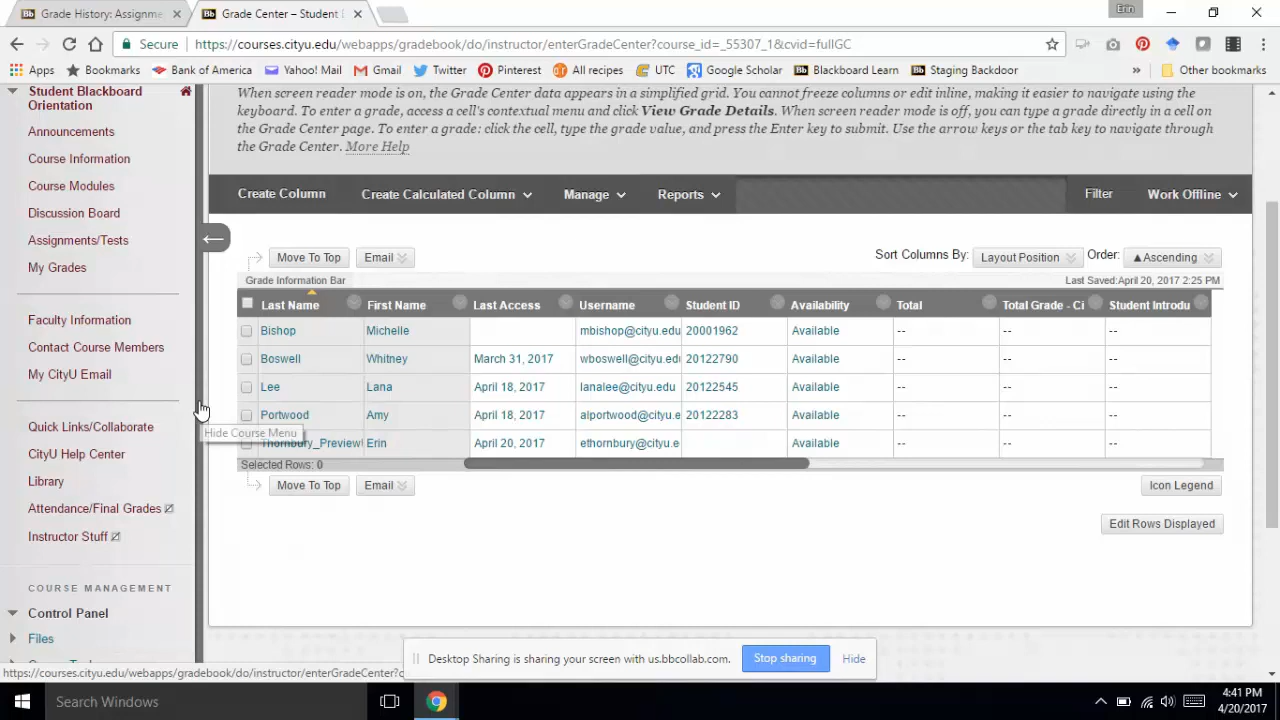 Grade History: Assignme
Grade Center – Student
Erin
Secure
https://courses.cityu.edu/webapps/gradebook/do/instructor/enterGradeCenter?course_id=_55307_1&cvid=fullGC
Apps
Bookmarks
Bank of America
Yahoo! Mail
Gmail
Twitter
Pinterest
All recipes
UTC
Google Scholar
Blackboard Learn
Staging Backdoor
»
Other bookmarks
Student Blackboard
Orientation
Announcements
Course Information
Course Modules
Discussion Board
Assignments/Tests
My Grades
Faculty Information
Contact Course Members
My CityU Email
Quick Links/Collaborate
CityU Help Center
Library
Attendance/Final Grades
Instructor Stuff
COURSE MANAGEMENT
Control Panel
Files
When screen reader mode is on, the Grade Center data appears in a simplified grid. You cannot freeze columns or edit inline, making it easier to navigate using the
keyboard. To enter a grade, access a cell's contextual menu and click View Grade Details. When screen reader mode is off, you can type a grade directly in a cell on
the Grade Center page. To enter a grade: click the cell, type the grade value, and press the Enter key to submit. Use the arrow keys or the tab key to navigate through
the Grade Center. More Help
Create Column Create Calculated Column Manage Reports Filter Work Offline
Move To Top Email Sort Columns By: Layout Position Order: ▲Ascending
Grade Information Bar Last Saved:April 20, 2017 2:25 PM
Last Name First Name Last Access Username Student ID Availability Total Total Grade - Ci Student Introdu
Bishop Michelle mbishop@cityu.edu 20001962 Available -- -- --
Boswell Whitney March 31, 2017 wboswell@cityu.edu 20122790 Available -- -- --
Lee Lana April 18, 2017 lanalee@cityu.edu 20122545 Available -- -- --
Portwood Amy April 18, 2017 alportwood@cityu.e 20122283 Available -- -- --
Thornbury_Preview Erin April 20, 2017 ethornbury@cityu.e Available -- -- --
Hide Course Menu
Selected Rows: 0
Move To Top Email Icon Legend
Edit Rows Displayed
Desktop Sharing is sharing your screen with us.bbcollab.com. Stop sharing Hide
https://courses.cityu.edu/webapps/gradebook/do/instructor/enterGradeCenter?c
Search Windows
4:41 PM
4/20/2017